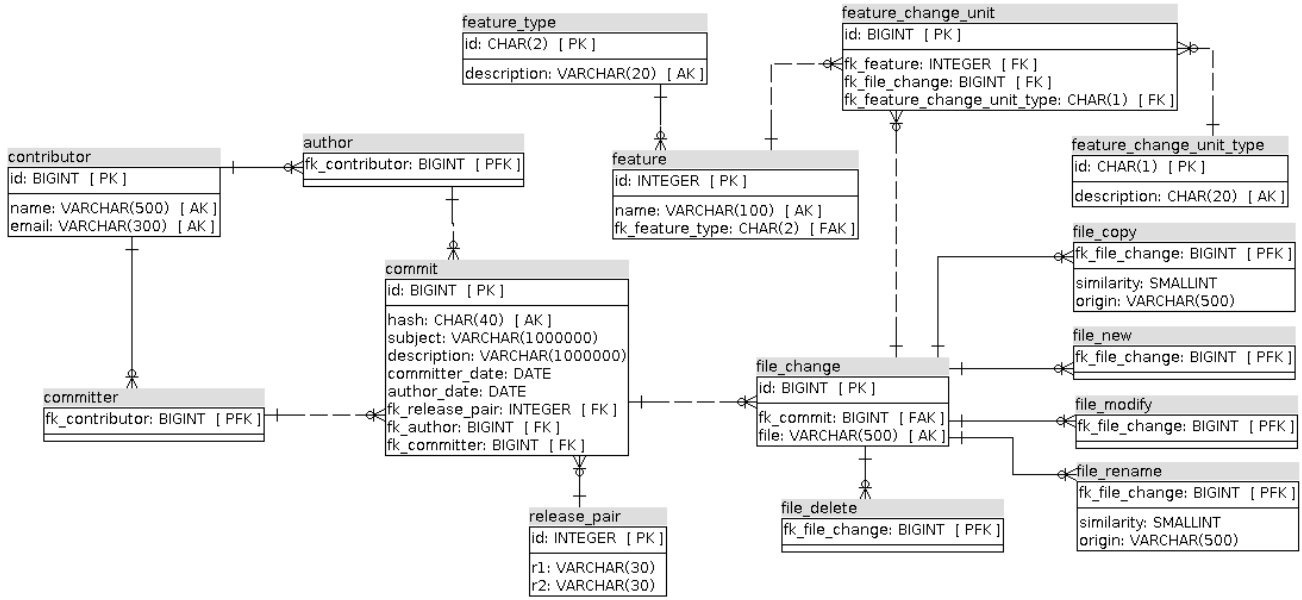 feature_type
id: CHAR(2) [ PK ]
description: VARCHAR(20) [ AK ]
feature_change_unit
id: BIGINT [ PK ]
fk_feature: INTEGER [ FK ]
fk_file_change: BIGINT [ FK ]
fk_feature_change_unit_type: CHAR(1) [ FK ]
contributor
id: BIGINT [ PK ]
name: VARCHAR(500) [ AK ]
email: VARCHAR(300) [ AK ]
author
fk_contributor: BIGINT [ PFK ]
feature
id: INTEGER [ PK ]
name: VARCHAR(100) [ AK ]
fk_feature_type: CHAR(2) [ FAK ]
feature_change_unit_type
id: CHAR(1) [ PK ]
description: CHAR(20) [ AK ]
file_copy
fk_file_change: BIGINT [ PFK ]
similarity: SMALLINT
origin: VARCHAR(500)
commit
id: BIGINT [ PK ]
hash: CHAR(40) [ AK ]
subject: VARCHAR(1000000)
description: VARCHAR(1000000)
committer_date: DATE
author_date: DATE
fk_release_pair: INTEGER [ FK ]
fk_author: BIGINT [ FK ]
fk_committer: BIGINT [ FK ]
file_new
fk_file_change: BIGINT [ PFK ]
committer
fk_contributor: BIGINT [ PFK ]
file_change
id: BIGINT [ PK ]
fk_commit: BIGINT [ FAK ]
file: VARCHAR(500) [ AK ]
file_modify
fk_file_change: BIGINT [ PFK ]
file_rename
fk_file_change: BIGINT [ PFK ]
similarity: SMALLINT
origin: VARCHAR(500)
release_pair
id: INTEGER [ PK ]
r1: VARCHAR(30)
r2: VARCHAR(30)
file_delete
fk_file_change: BIGINT [ PFK ]